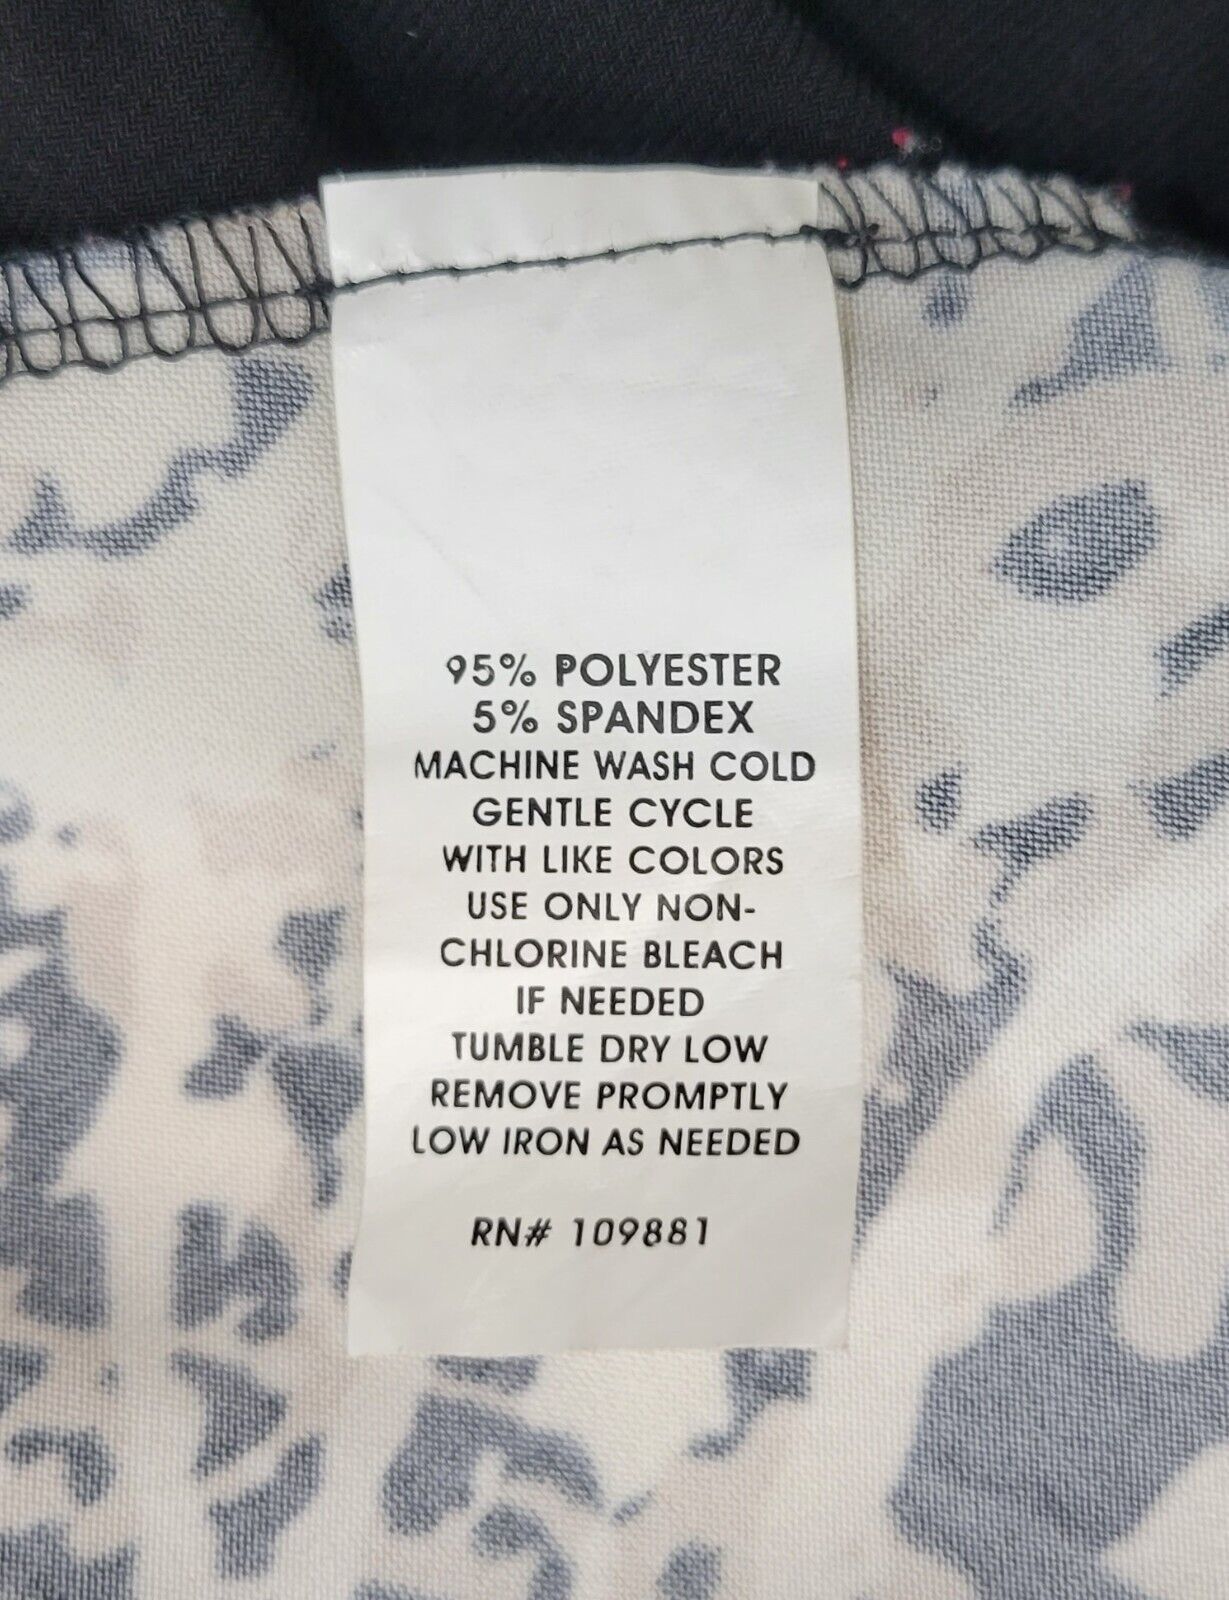 95% POLYESTER
5% SPANDEX
MACHINE WASH COLD
GENTLE CYCLE
WITH LIKE COLORS
USE ONLY NON-
CHLORINE BLEACH
IF NEEDED
TUMBLE DRY LOW
REMOVE PROMPTLY
LOW IRON AS NEEDED
RN# 109881